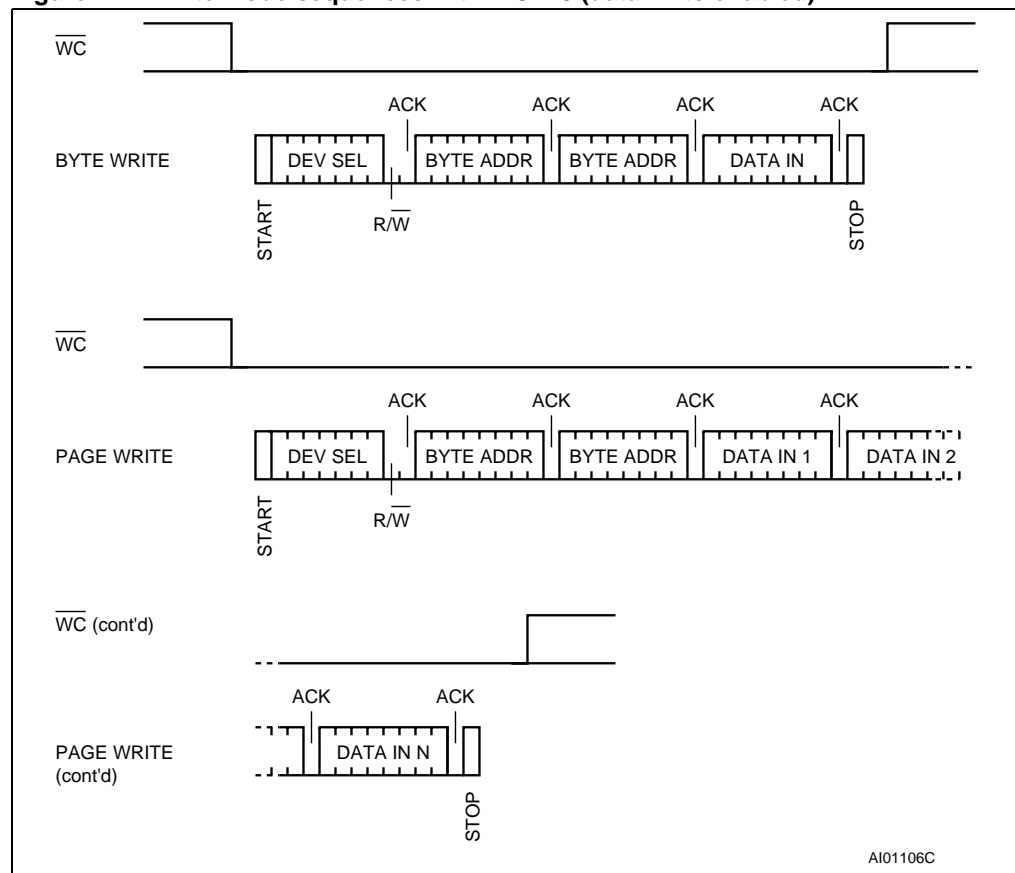 WC
ACK ACK ACK ACK
BYTE WRITE DEV SEL BYTE ADDR BYTE ADDR DATA IN
R/W
START STOP
WC
ACK ACK ACK ACK
PAGE WRITE DEV SEL BYTE ADDR BYTE ADDR DATA IN 1 DATA IN 2
R/W
START
WC (cont'd)
ACK ACK
PAGE WRITE DATA IN N
(cont'd)
STOP
AI01106C